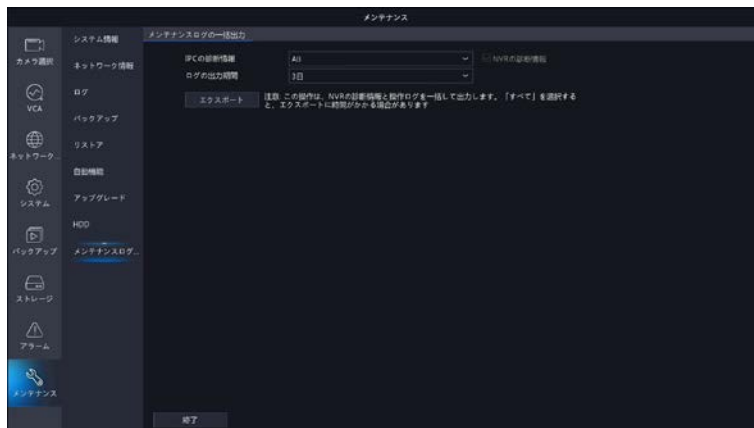 メンテナンス
カメラ選択
VCA
ネットワーク...
システム
バックアップ
ストレージ
アラーム
メンテナンス
システム情報
ネットワーク情報
ログ
バックアップ
リストア
自動機能
アップグレード
HDD
メンテナンスログ...
メンテナンスログの一括出力
IPCの診断情報 All NVRの診断情報
ログの出力期間 3日
エクスポート 注意: この操作は、NVRの診断情報と操作ログを一括して出力します。「すべて」を選択する
と、エクスポートに時間がかかる場合があります
終了